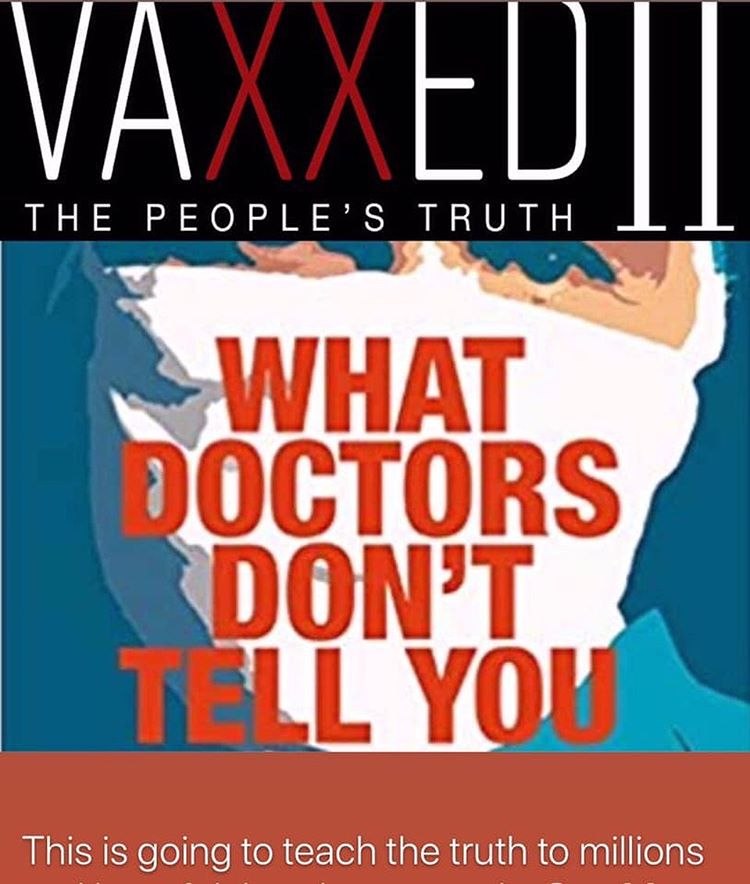 VAXXED II
THE PEOPLE'S TRUTH
WHAT
DOCTORS
DON'T
TELL YOU
This is going to teach the truth to millions